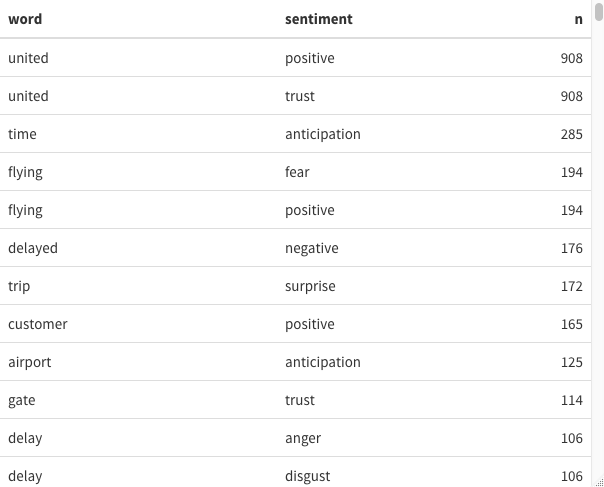 word sentiment n
united positive 908
united trust 908
time anticipation 285
flying fear 194
flying positive 194
delayed negative 176
trip surprise 172
customer positive 165
airport anticipation 125
gate trust 114
delay anger 106
delay disgust 106